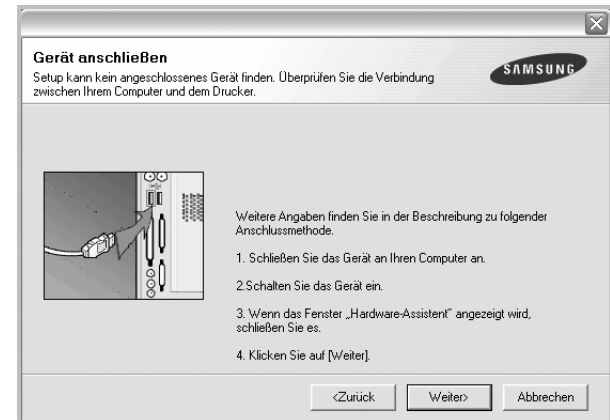 Gerät anschließen
Setup kann kein angeschlossenes Gerät finden. Überprüfen Sie die Verbindung
zwischen Ihrem Computer und dem Drucker.
SAMSUNG
Weitere Angaben finden Sie in der Beschreibung zu folgender
Anschlussmethode.
1. Schließen Sie das Gerät an Ihren Computer an.
2.Schalten Sie das Gerät ein.
3. Wenn das Fenster „Hardware-Assistent" angezeigt wird,
schließen Sie es.
4. Klicken Sie auf [Weiter].
<Zurück Weiter> Abbrechen